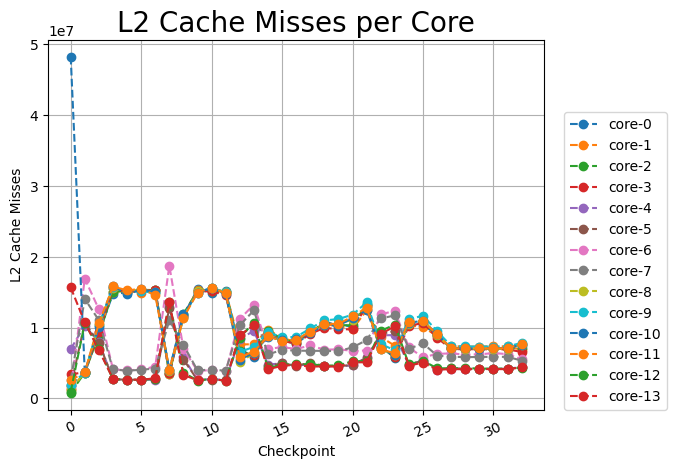 L2 Cache Misses per Core
1e7
5
4
3
2
1
0
L2 Cache Misses
0
5
10
15
20
25
30
Checkpoint
core-0
core-1
core-2
core-3
core-4
core-5
core-6
core-7
core-8
core-9
core-10
core-11
core-12
core-13